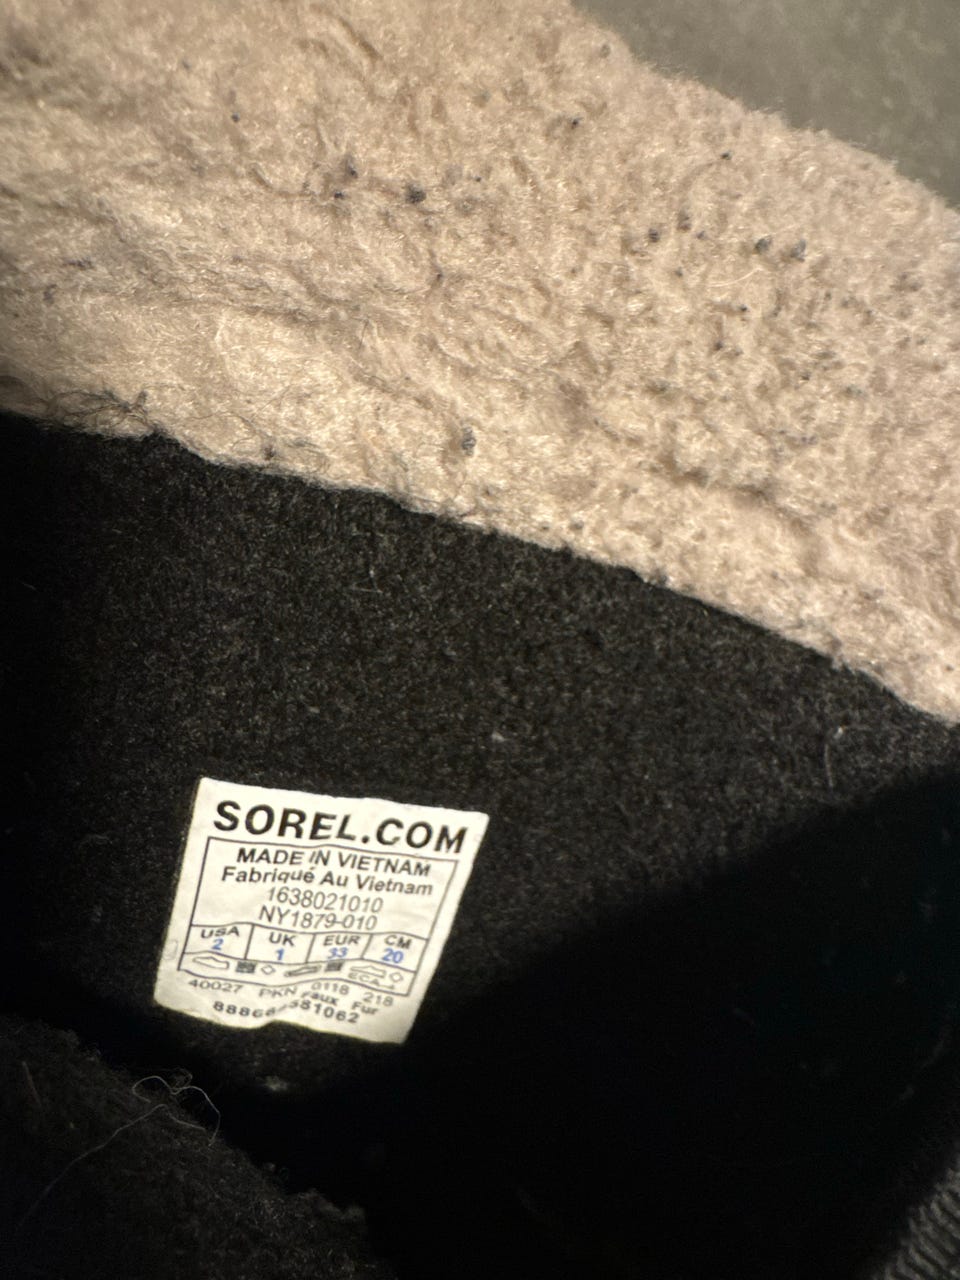 SOREL.COM
MADE IN VIETNAM
Fabriqué Au Vietnam
1638021010
NY1879-010
USA UK EUR CM
2 1 33 20
40027 PKN 0118 218
Faux Fur